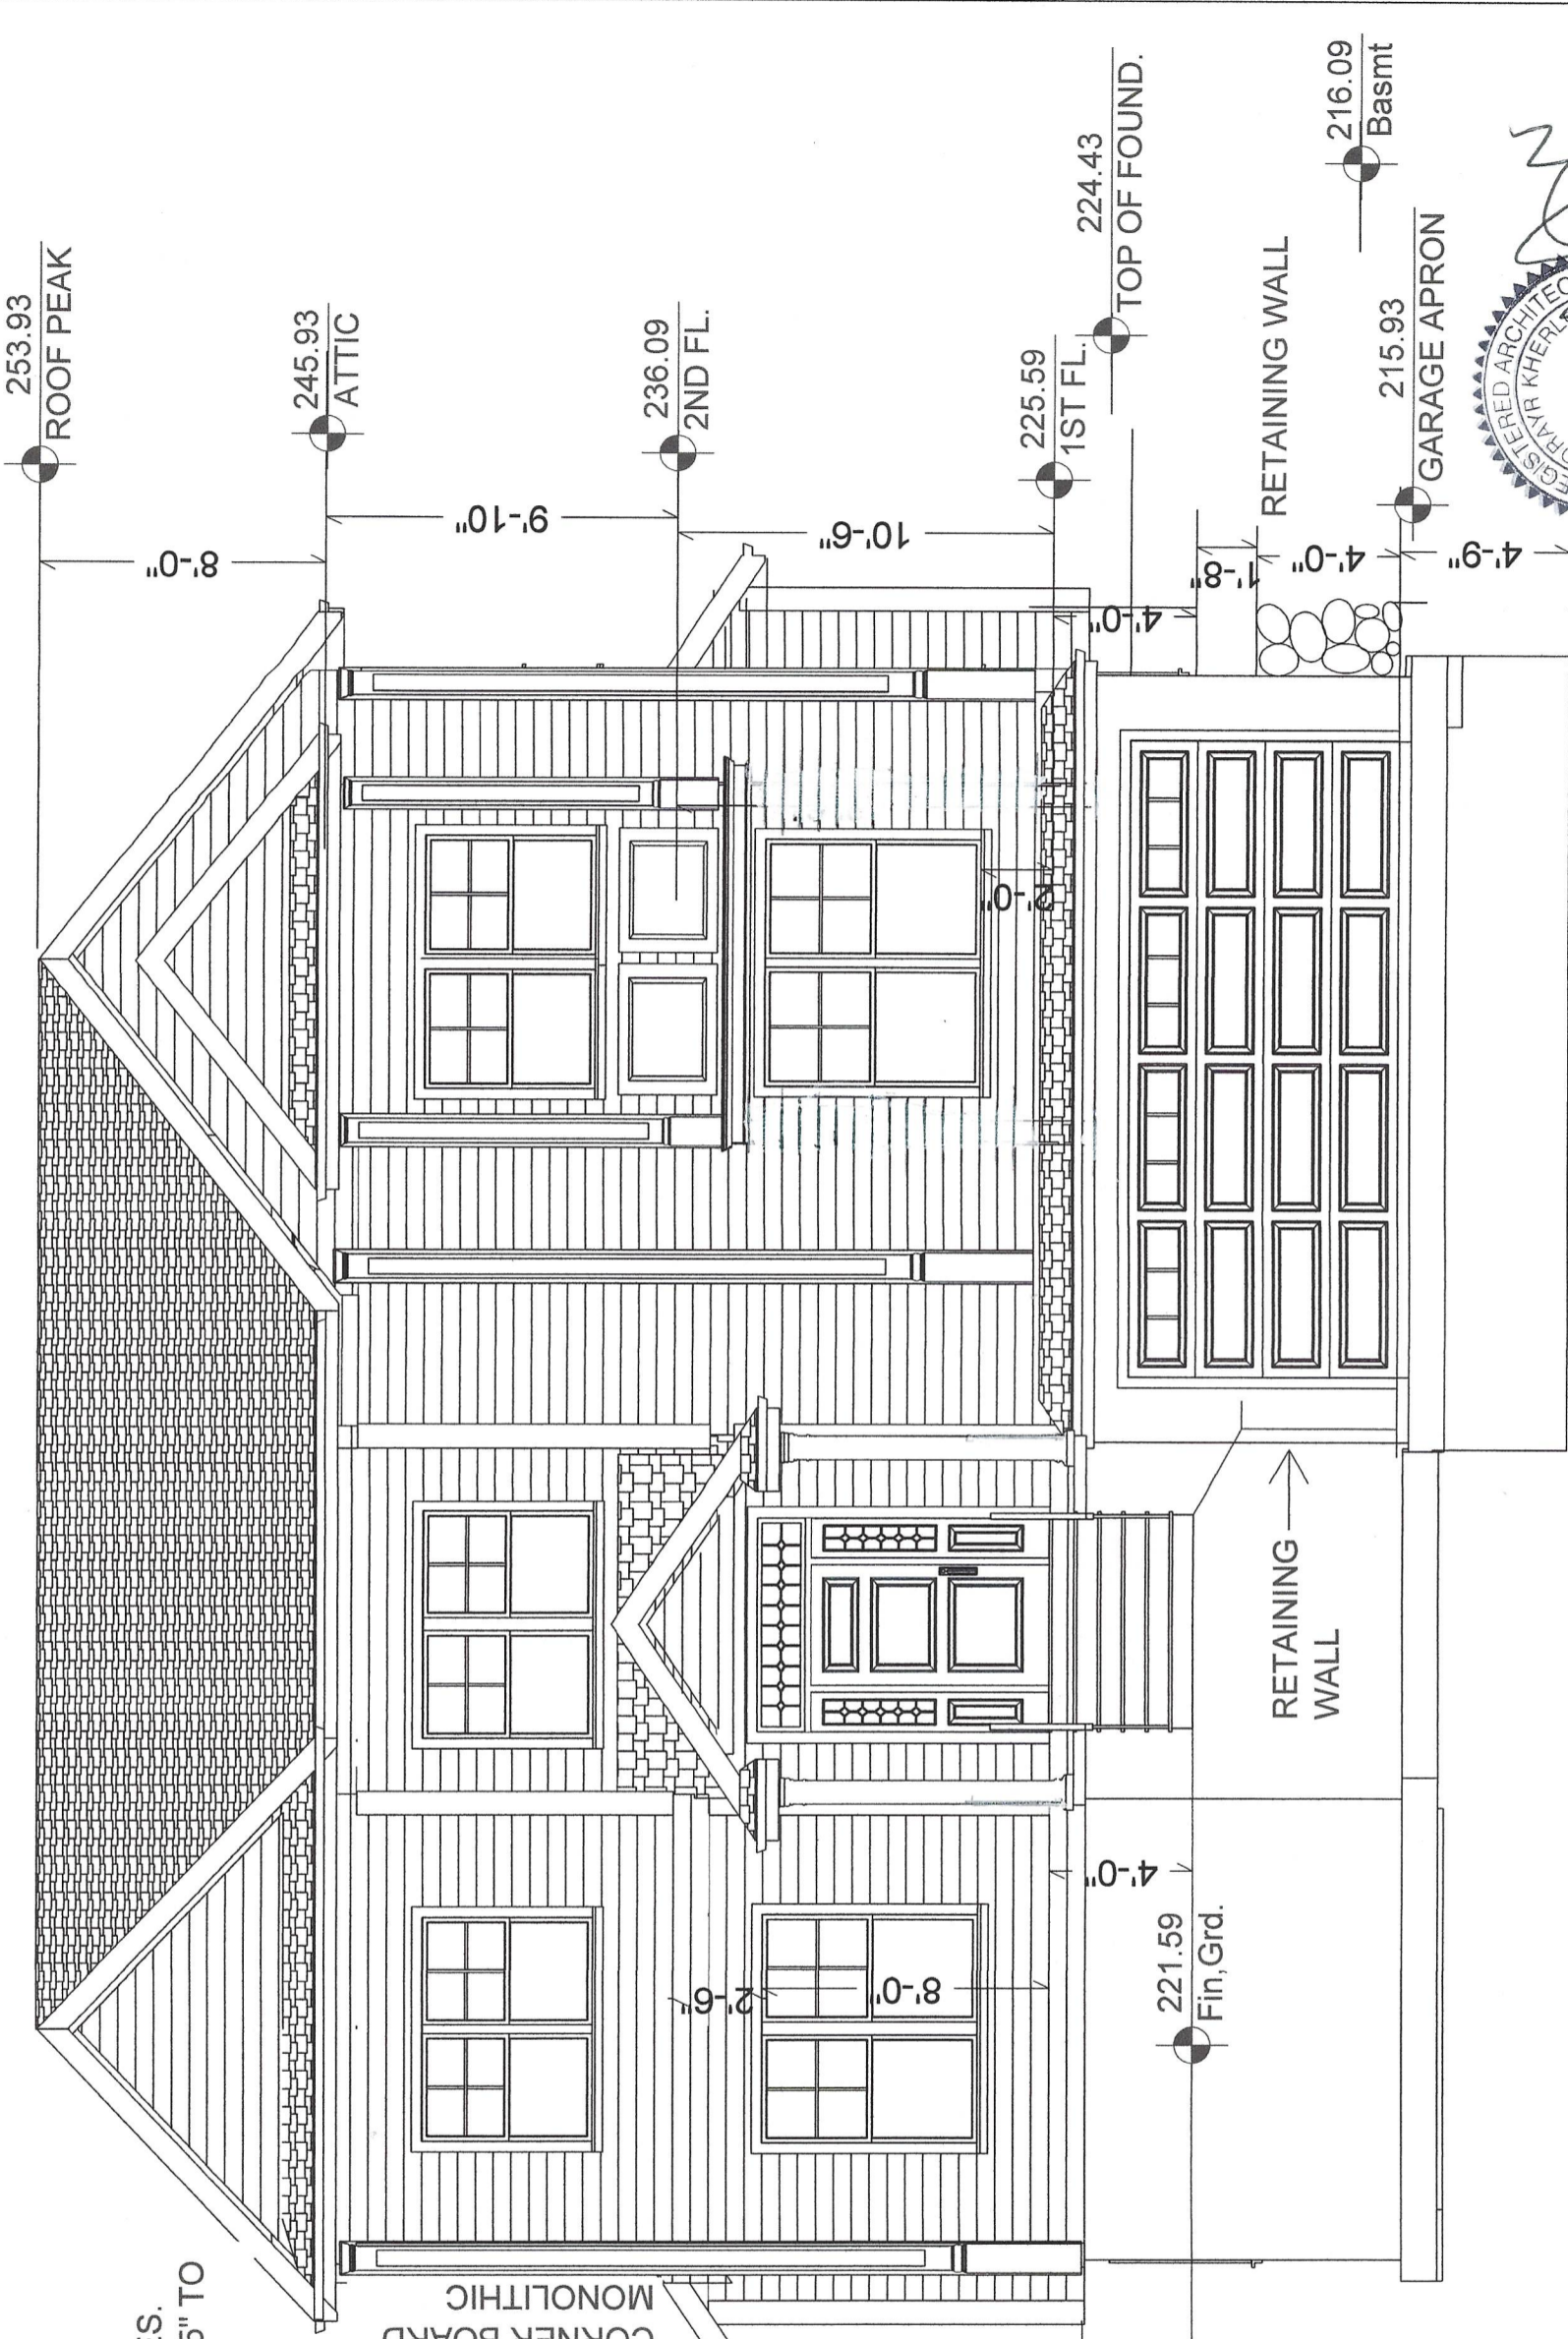 253.93
ROOF PEAK
245.93
ATTIC
236.09
2ND FL.
225.59
1ST FL.
224.43
TOP OF FOUND.
RETAINING WALL
216.09
Basmt
215.93
GARAGE APRON
8'-0"
9'-10"
10'-6"
4'-0"
1'-8"
4'-0"
4'-9"
2'-0"
RETAINING
WALL
2'-6"
8'-0"
4'-0"
221.59
Fin,Grd.
TO
CORNER BOARD
MONOLITHIC
ARCHITEC
KHERL